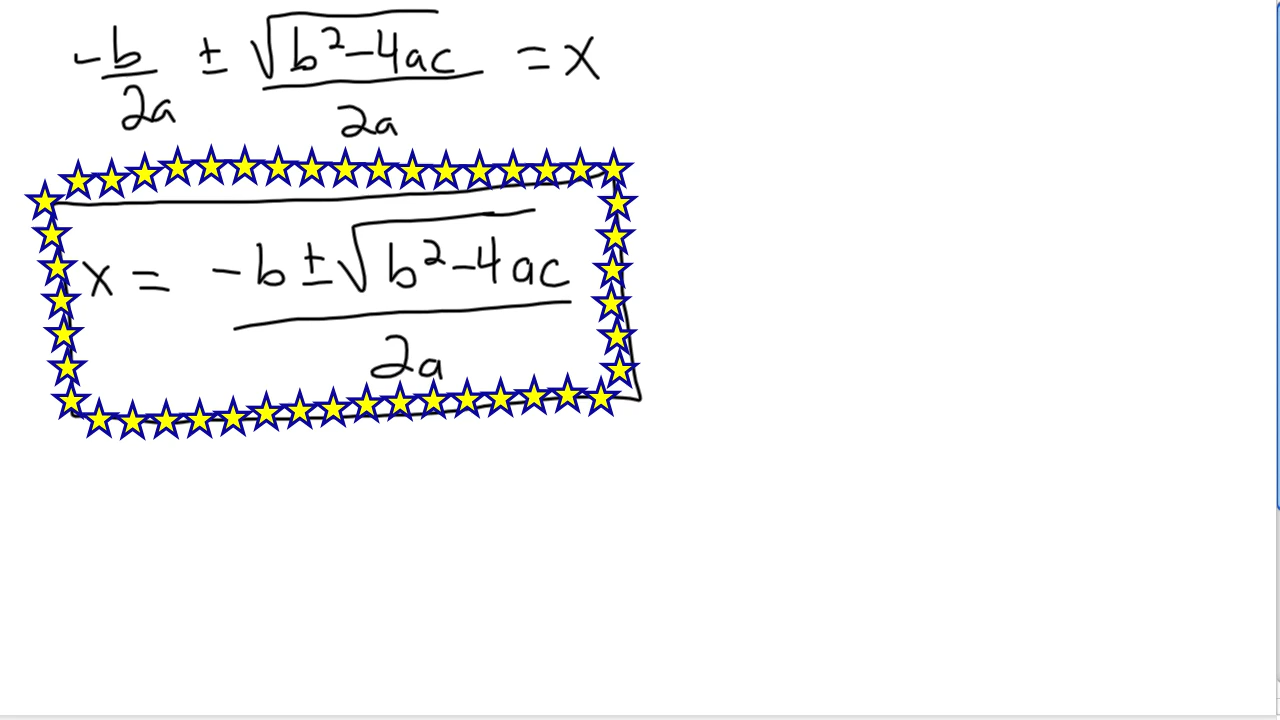 -b/2a ± √(b²-4ac)/2a = x
x = (-b ± √(b²-4ac))/2a